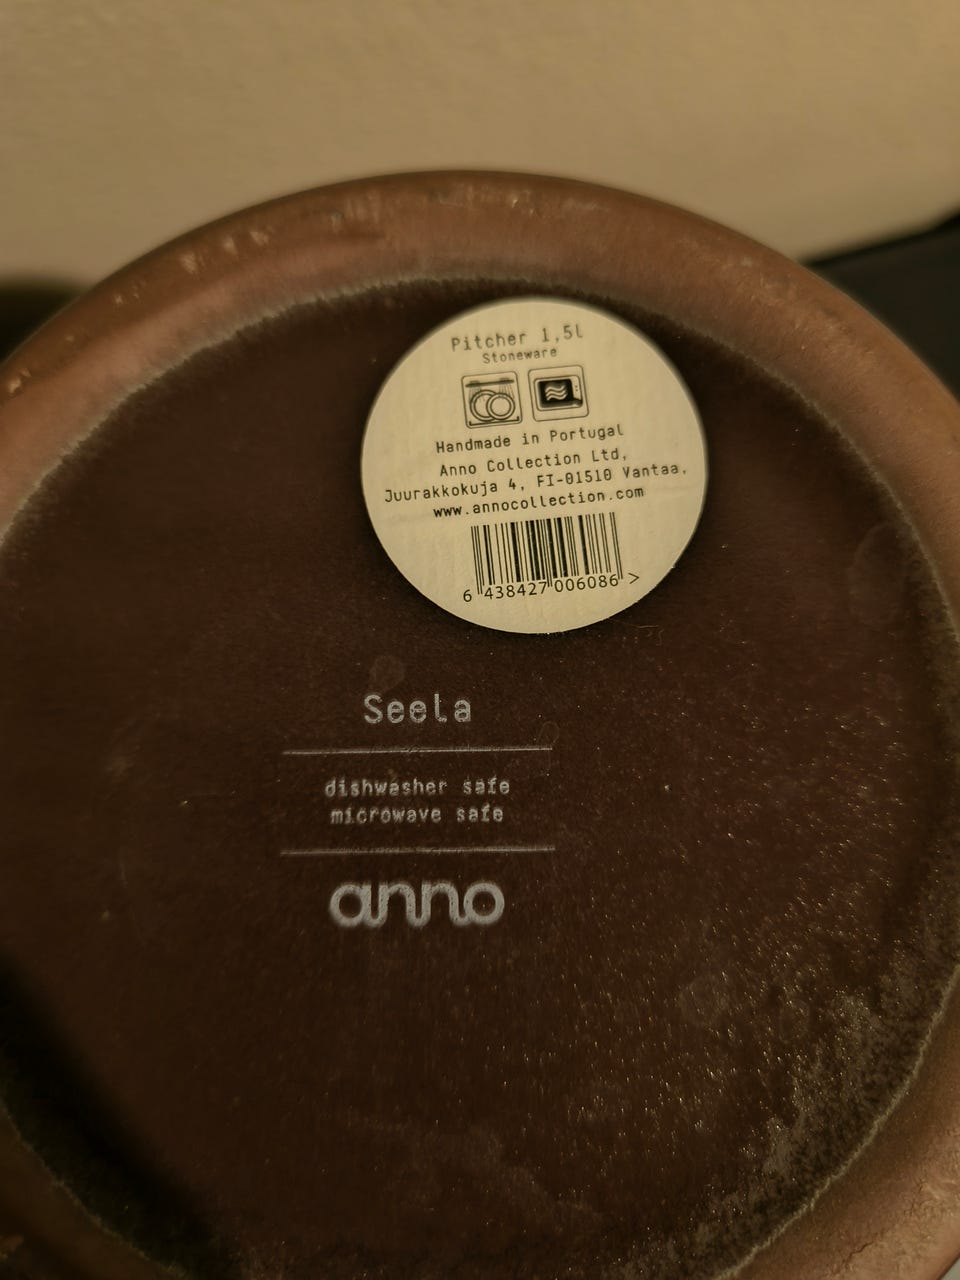 Pitcher 1,5l
Stoneware
Handmade in Portugal
Anno Collection Ltd,
Juurakkokuja 4, FI-01510 Vantaa,
www.annocollection.com
6 438427 006086 >
Seela
dishwasher safe
microwave safe
anno